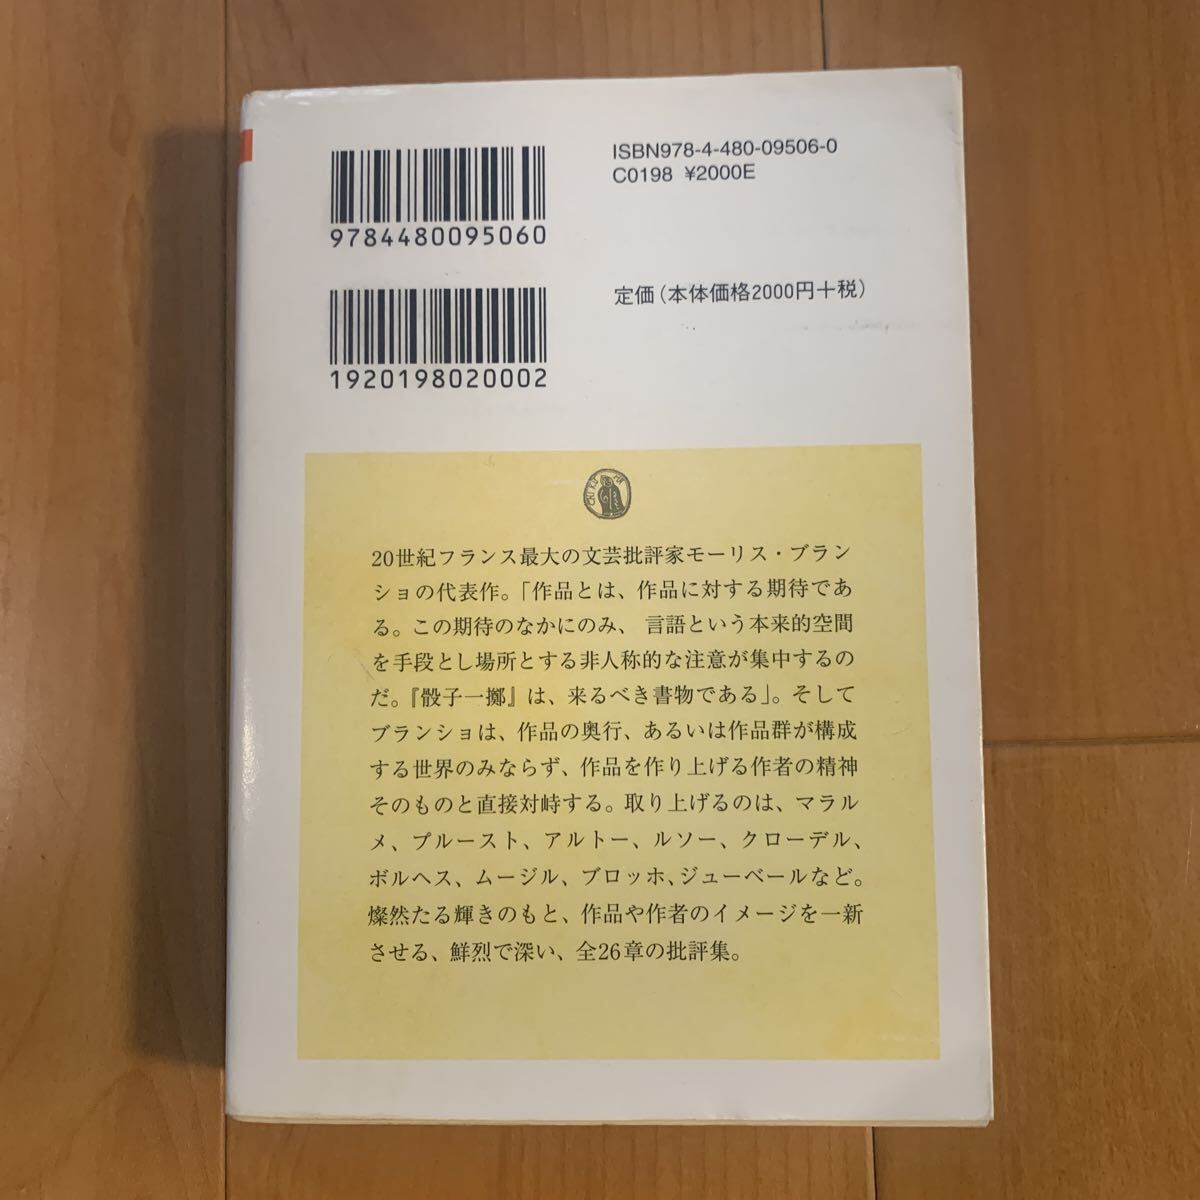 ISBN978-4-480-09506-0
C0198 ¥2000E
9784480095060
定価(本体価格2000円+税)
1920198020002
20世紀フランス最大の文芸批評家モーリス・ブラン
ショの代表作。「作品とは、作品に対する期待であ
る。この期待のなかにのみ、言語という本来的空間
を手段とし場所とする非人称的な注意が集中するの
だ。『骰子一擲』は、来るべき書物である」。そして
ブランショは、作品の奥行、あるいは作品群が構成
する世界のみならず、作品を作り上げる作者の精神
そのものと直接対峙する。取り上げるのは、マラル
メ、プルースト、アルトー、ルソー、クローデル、
ボルヘス、ムージル、ブロッホ、ジューベールなど。
燦然たる輝きのもと、作品や作者のイメージを一新
させる、鮮烈で深い、全26章の批評集。